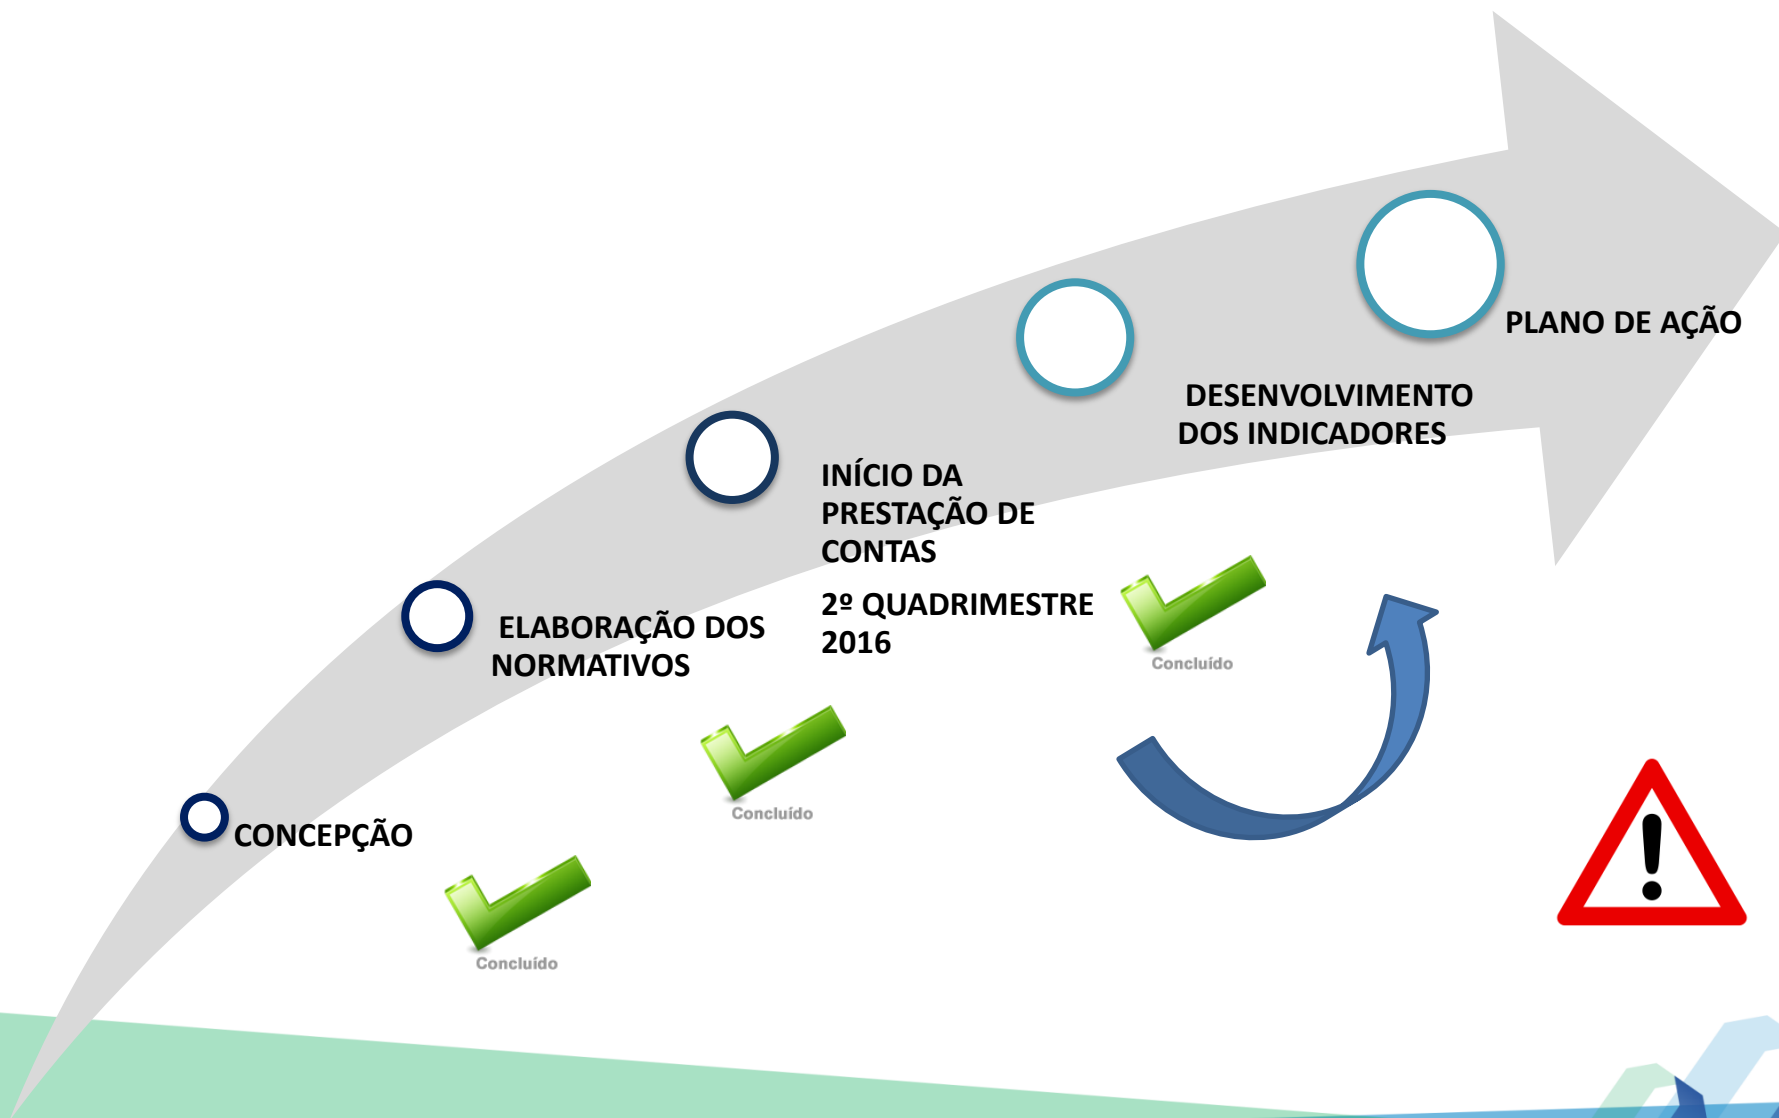 PLANO DE AÇÃO
DESENVOLVIMENTO
DOS INDICADORES
INÍCIO DA
PRESTAÇÃO DE
CONTAS
2º QUADRIMESTRE
2016
Concluído
ELABORAÇÃO DOS
NORMATIVOS
Concluído
CONCEPÇÃO
Concluído